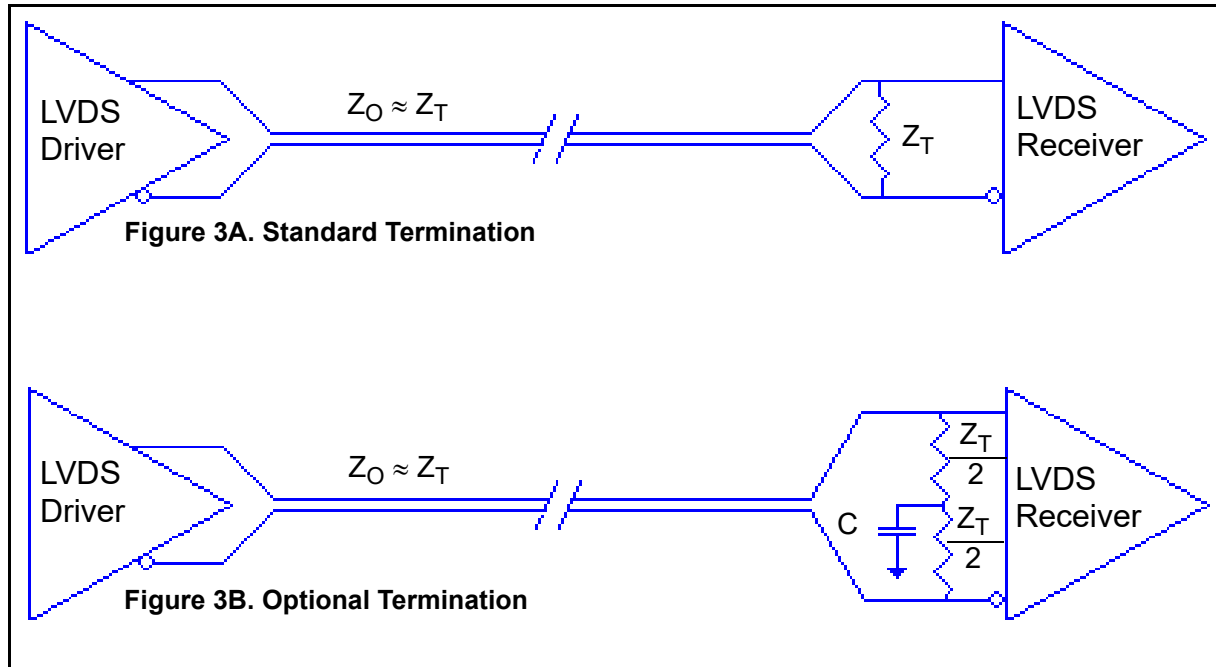 LVDS
Driver
Z_O ≈ Z_T
Z_T
LVDS
Receiver
Figure 3A. Standard Termination
LVDS
Driver
Z_O ≈ Z_T
C
Z_T
2
Z_T
2
LVDS
Receiver
Figure 3B. Optional Termination